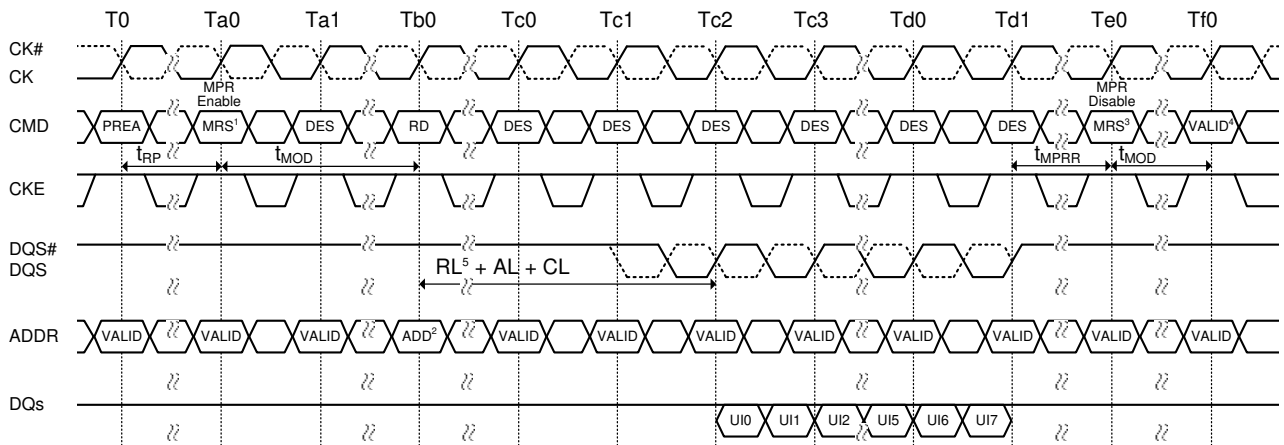 T0 Ta0 Ta1 Tb0 Tc0 Tc1 Tc2 Tc3 Td0 Td1 Te0 Tf0
CK#
CK
MPR Enable
MPR Disable
CMD PREA MRS¹ DES RD DES DES DES DES DES DES MRS³ VALID⁴
tRP tMOD tMPRR tMOD
CKE
DQS#
DQS
RL⁵ + AL + CL
ADDR VALID VALID VALID ADD² VALID VALID VALID VALID VALID VALID VALID VALID
DQs UI0 UI1 UI2 UI5 UI6 UI7